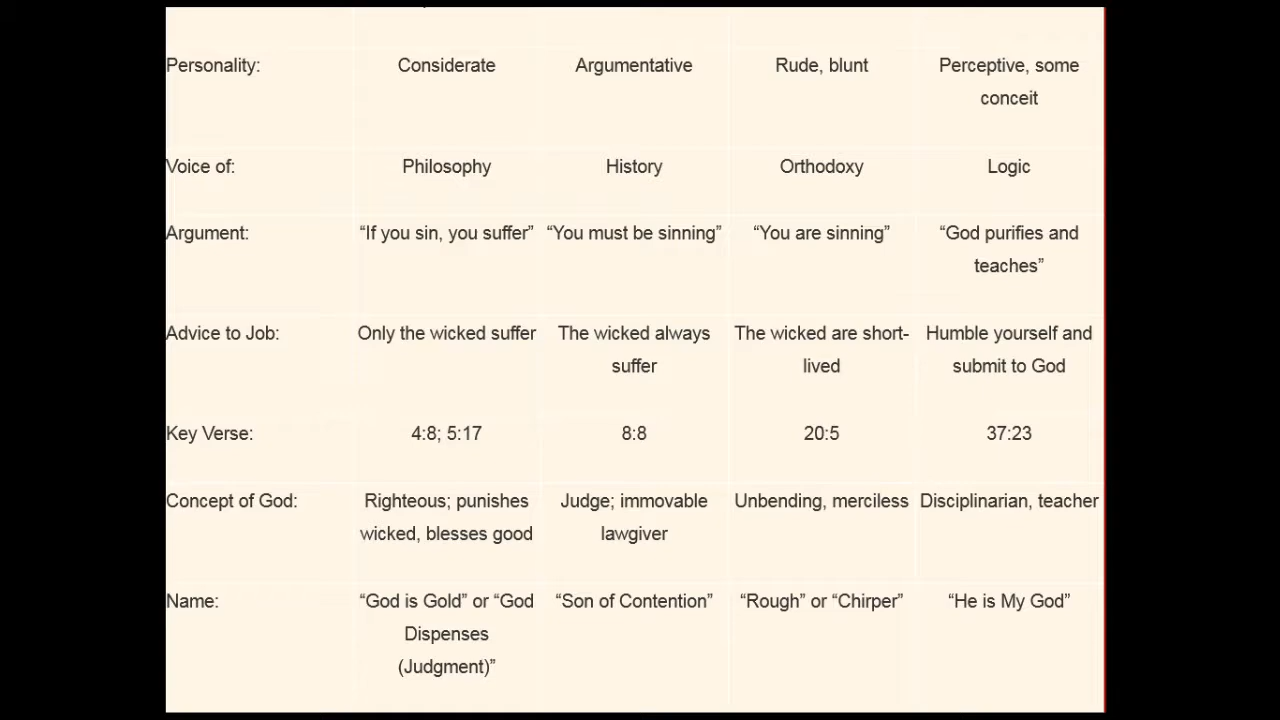 Personality: Considerate Argumentative Rude, blunt Perceptive, some
conceit
Voice of: Philosophy History Orthodoxy Logic
Argument: “If you sin, you suffer” “You must be sinning” “You are sinning” “God purifies and
teaches”
Advice to Job: Only the wicked suffer The wicked always The wicked are short- Humble yourself and
suffer lived submit to God
Key Verse: 4:8; 5:17 8:8 20:5 37:23
Concept of God: Righteous; punishes Judge; immovable Unbending, merciless Disciplinarian, teacher
wicked, blesses good lawgiver
Name: “God is Gold” or “God “Son of Contention” “Rough” or “Chirper” “He is My God”
Dispenses
(Judgment)”